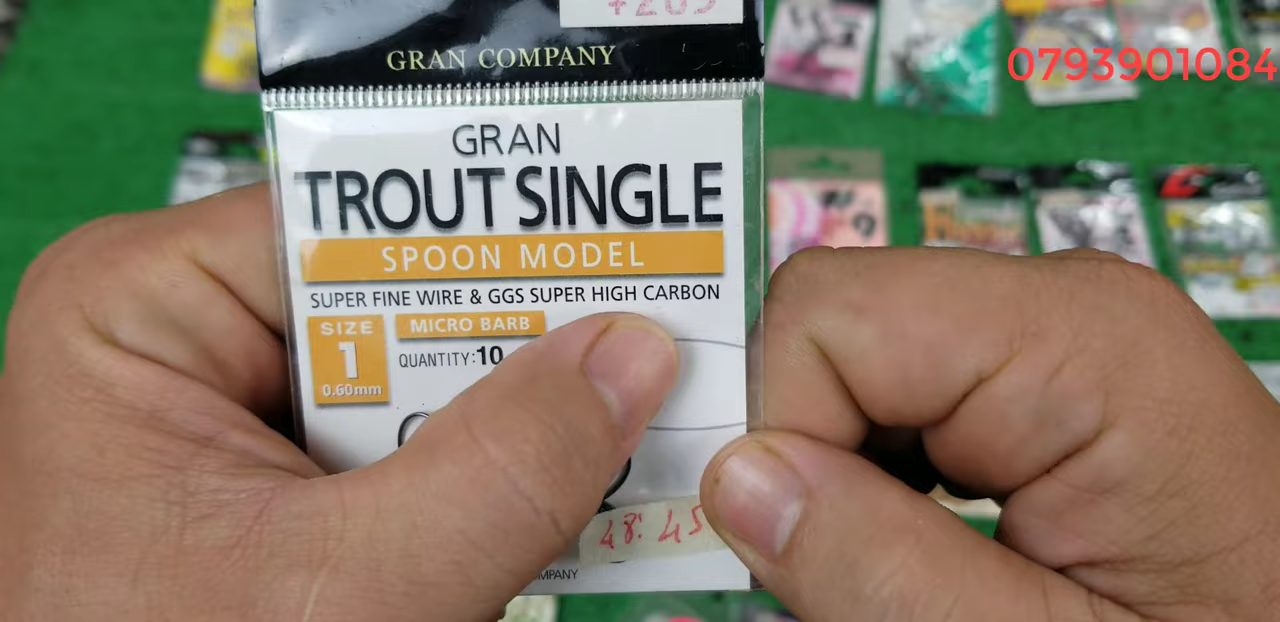 0793901084
GRAN COMPANY
GRAN
TROUT SINGLE
SPOON MODEL
SUPER FINE WIRE & GGS SUPER HIGH CARBON
SIZE
1
0.60mm
MICRO BARB
QUANTITY:10
48: 45